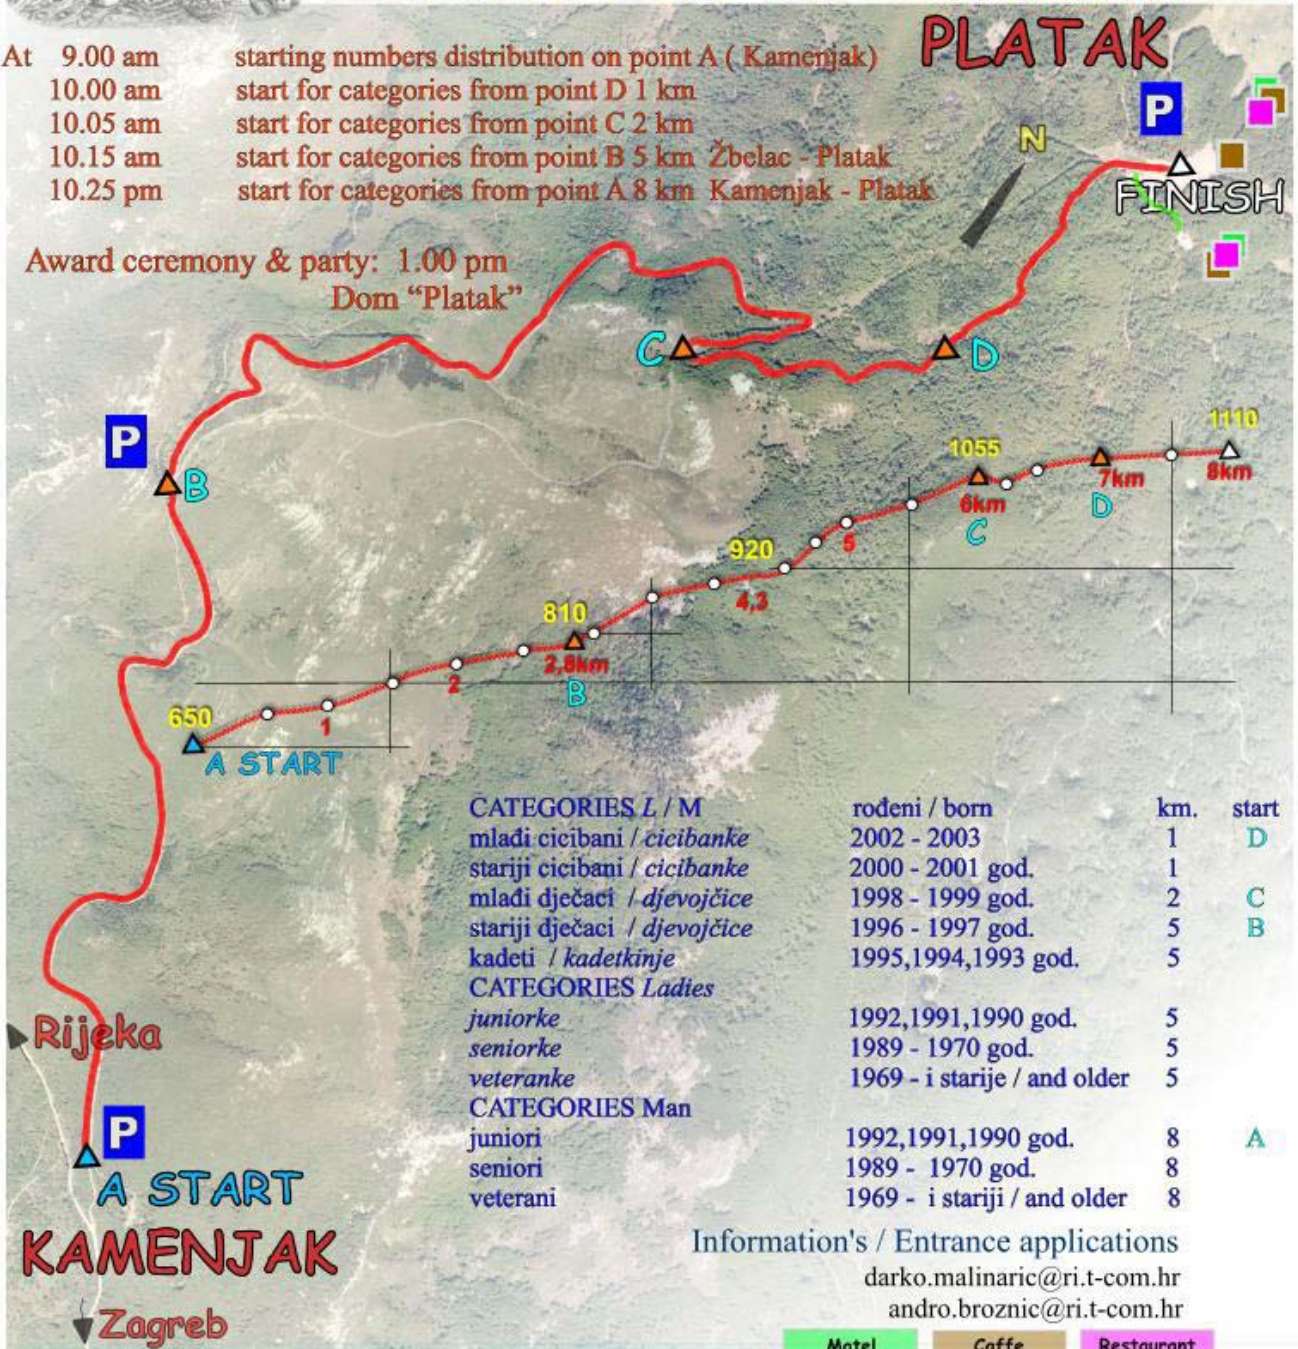 PLATAK
At 9.00 am starting numbers distribution on point A ( Kamenjak)
10.00 am start for categories from point D 1 km
10.05 am start for categories from point C 2 km
10.15 am start for categories from point B 5 km Žbelac - Platak
10.25 pm start for categories from point A 8 km Kamenjak - Platak
P
N
FINISH
Award ceremony & party: 1.00 pm
Dom “Platak”
C
D
P
B
1110
1055
8km
7km
6km
D
C
920
5
4,3
810
2,8km
2
B
650
1
A START
CATEGORIES L / M rođeni / born km. start
mlađi cicibani / cicibanke 2002 - 2003 1 D
stariji cicibani / cicibanke 2000 - 2001 god. 1
mlađi dječaci / djevojčice 1998 - 1999 god. 2 C
stariji dječaci / djevojčice 1996 - 1997 god. 5 B
kadeti / kadetkinje 1995,1994,1993 god. 5
CATEGORIES Ladies
juniorke 1992,1991,1990 god. 5
seniorke 1989 - 1970 god. 5
veteranke 1969 - i starije / and older 5
CATEGORIES Man
juniori 1992,1991,1990 god. 8 A
seniori 1989 - 1970 god. 8
veterani 1969 - i stariji / and older 8
Rijeka
P
A START
KAMENJAK
Zagreb
Information's / Entrance applications
darko.malinaric@ri.t-com.hr
andro.broznic@ri.t-com.hr
Motel Caffe Restaurant